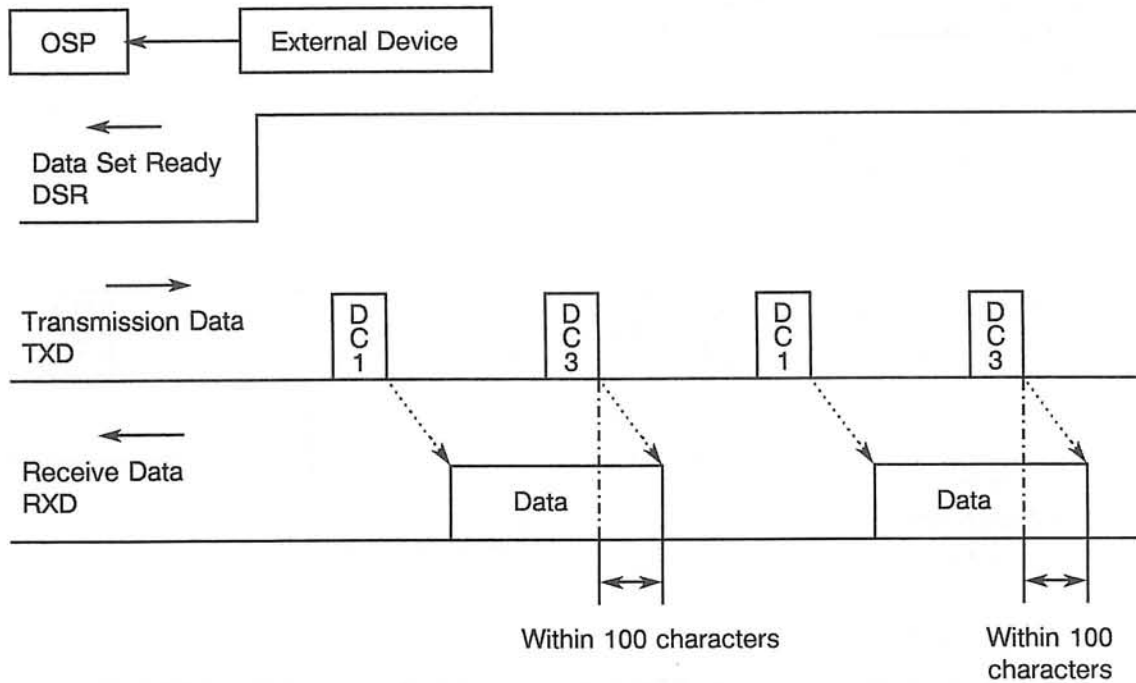 OSP
External Device
Data Set Ready
DSR
Transmission Data
TXD
D
C
1
D
C
3
D
C
1
D
C
3
Receive Data
RXD
Data
Data
Within 100 characters
Within 100
characters